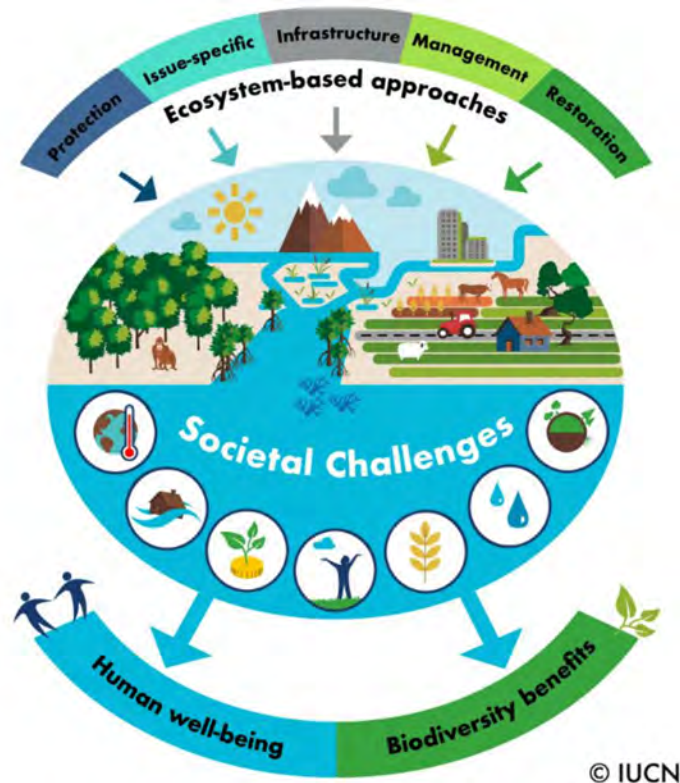 Protection
Issue-specific
Infrastructure
Management
Restoration
Ecosystem-based approaches
Societal Challenges
Human well-being
Biodiversity benefits
© IUCN